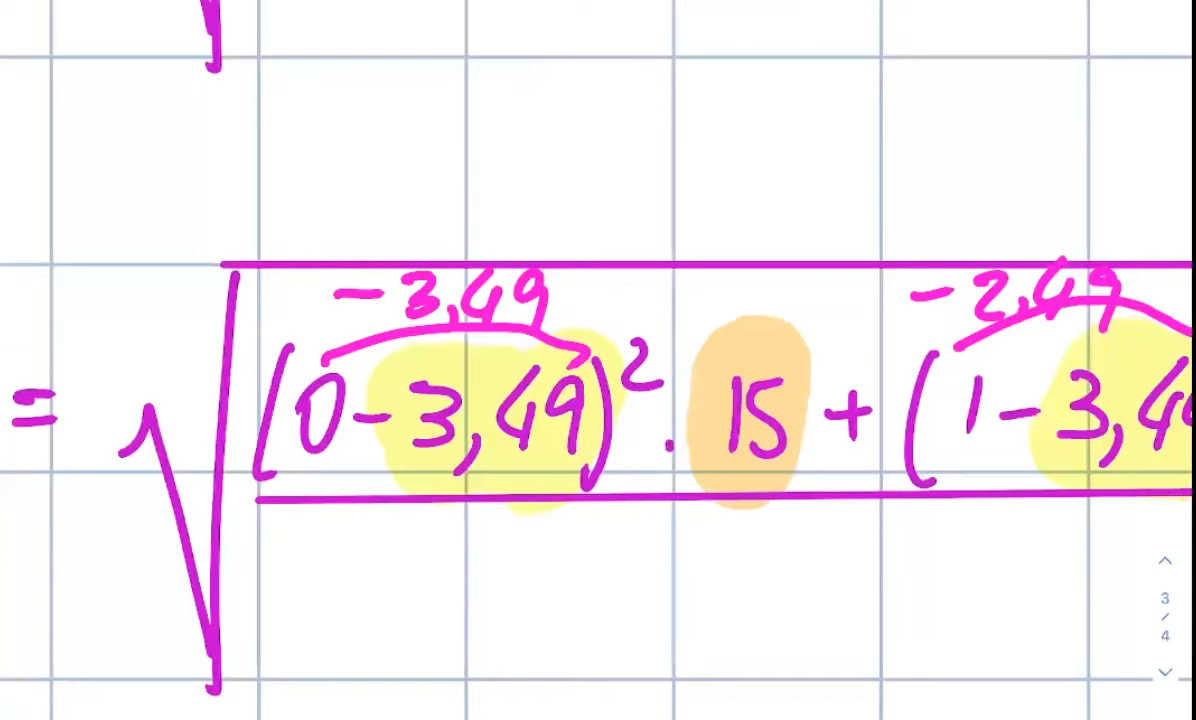 -3,49 -2,49
= √ (0-3,49)² . 15 + (1-3,4
3
/
4